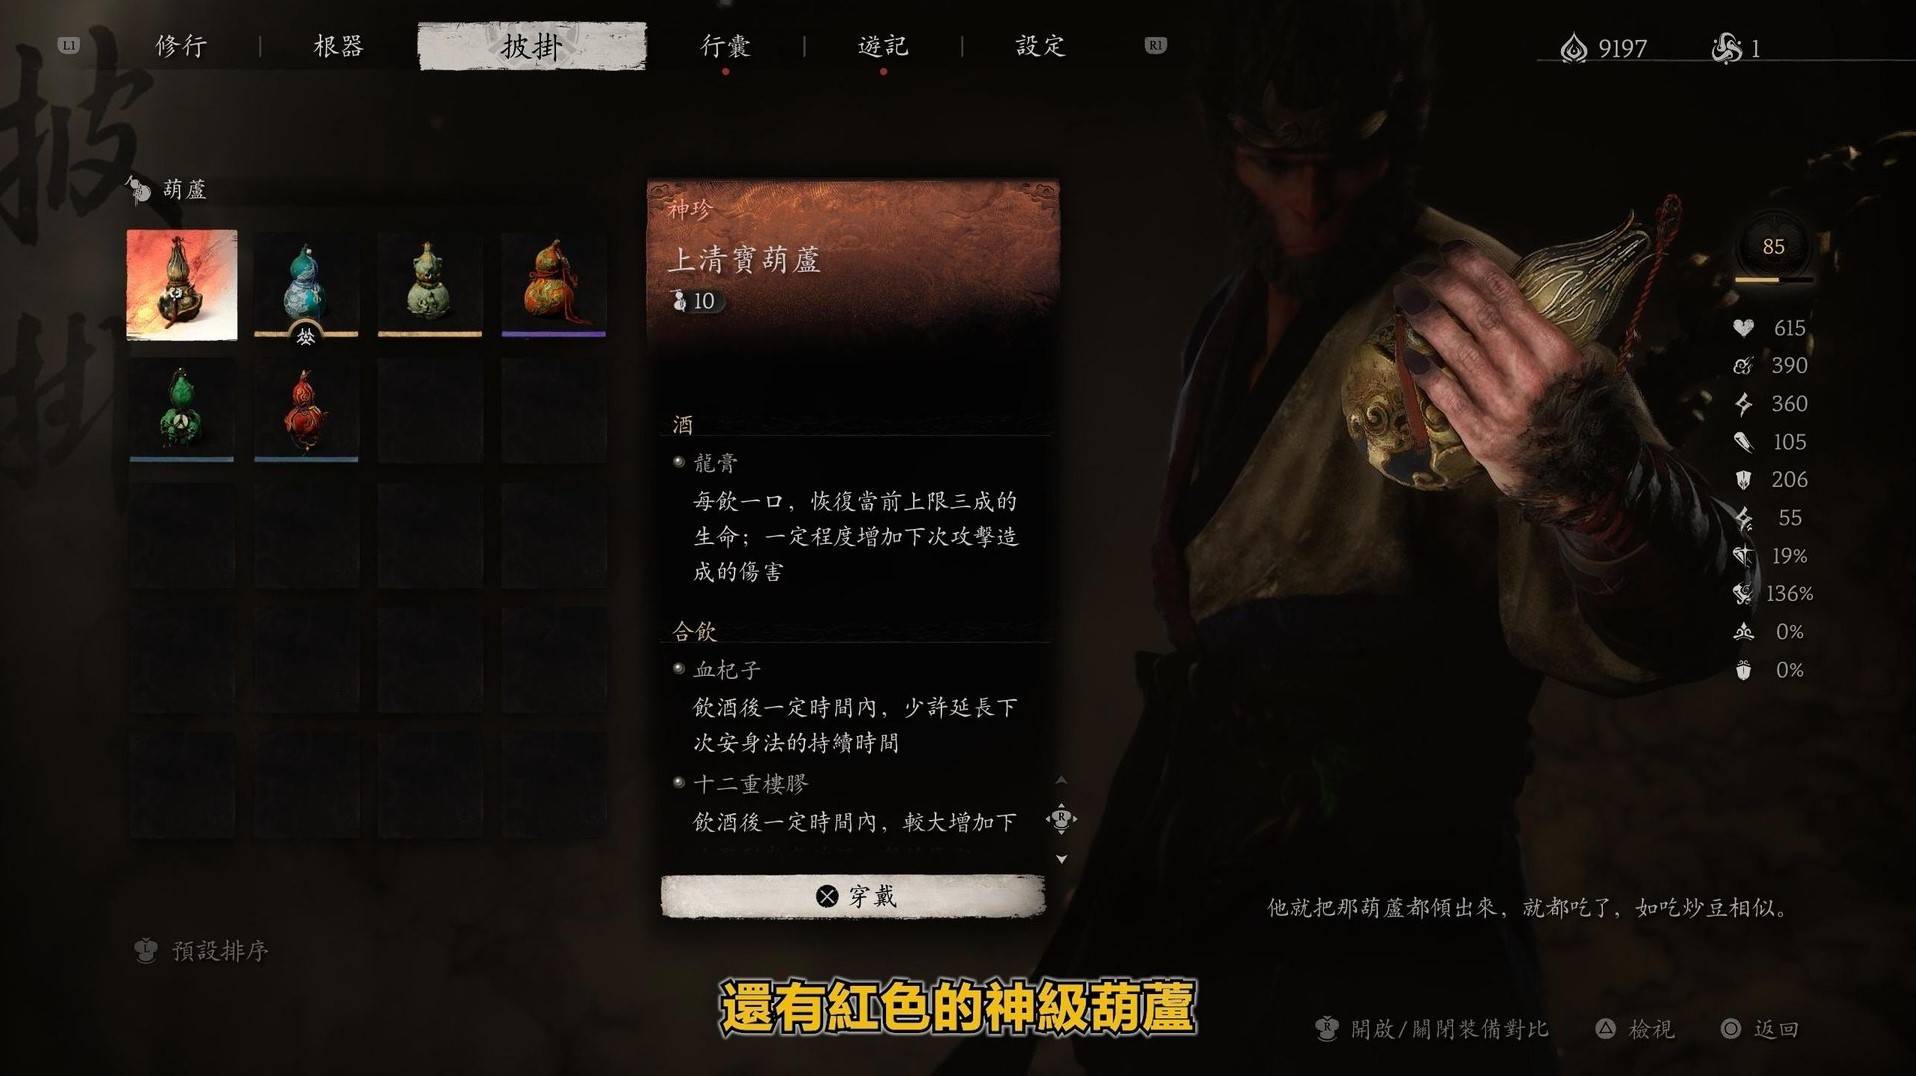 L1 修行 根器 披掛 行囊 遊記 設定 R1
9197 1
披掛
葫蘆
神珍
上清寶葫蘆
10
酒
龍膏
每飲一口，恢復當前上限三成的
生命；一定程度增加下次攻擊造
成的傷害
合飲
血杞子
飲酒後一定時間內，少許延長下
次安身法的持續時間
十二重樓膠
飲酒後一定時間內，較大增加下
R
穿戴
85
615
390
360
105
206
55
19%
136%
0%
0%
他就把那葫蘆都傾出來，就都吃了，如吃炒豆相似。
L 預設排序
還有紅色的神級葫蘆
R 開啟/關閉裝備對比 檢視 返回